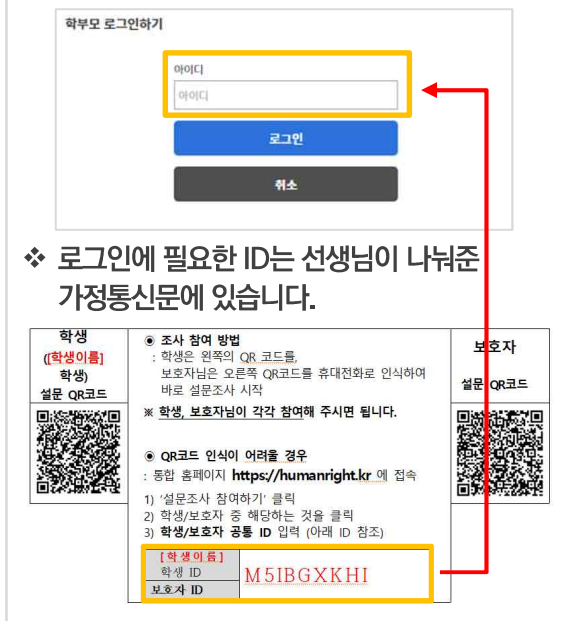 학부모 로그인하기
아이디
아이디
로그인
취소
❖ 로그인에 필요한 ID는 선생님이 나눠준
가정통신문에 있습니다.
학생
([학생이름]
학생)
설문 QR코드
◉ 조사 참여 방법
: 학생은 왼쪽의 QR 코드를,
보호자님은 오른쪽 QR코드를 휴대전화로 인식하여
바로 설문조사 시작
※ 학생, 보호자님이 각각 참여해 주시면 됩니다.
◉ QR코드 인식이 어려울 경우
: 통합 홈페이지 https://humanright.kr 에 접속
1) '설문조사 참여하기' 클릭
2) 학생/보호자 중 해당하는 것을 클릭
3) 학생/보호자 공통 ID 입력 (아래 ID 참조)
[학생이름]
학생 ID
보호자 ID
M5IBGXKHI
보호자
설문 QR코드